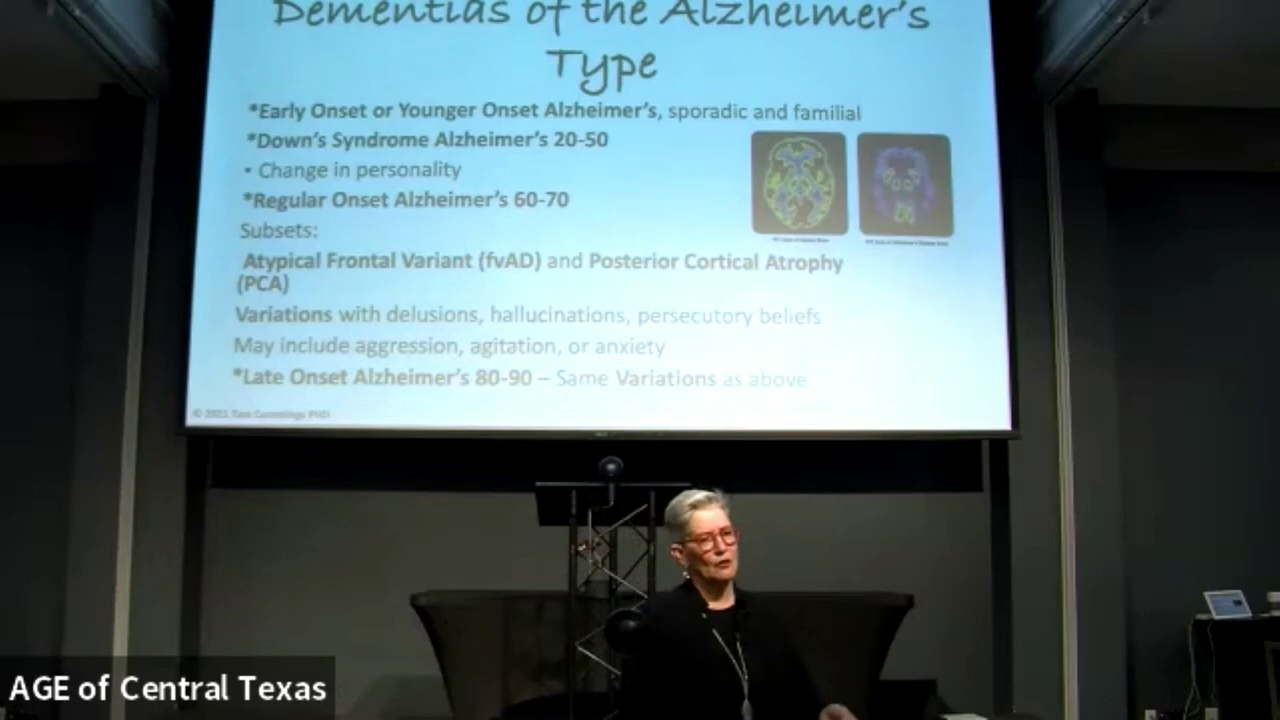 Dementias of the Alzheimer's
Type
*Early Onset or Younger Onset Alzheimer's, sporadic and familial
*Down's Syndrome Alzheimer's 20-50
• Change in personality
*Regular Onset Alzheimer's 60-70
Subsets:
Atypical Frontal Variant (fvAD) and Posterior Cortical Atrophy
(PCA)
Variations with delusions, hallucinations, persecutory beliefs
May include aggression, agitation, or anxiety
*Late Onset Alzheimer's 80-90 – Same Variations as above
AGE of Central Texas